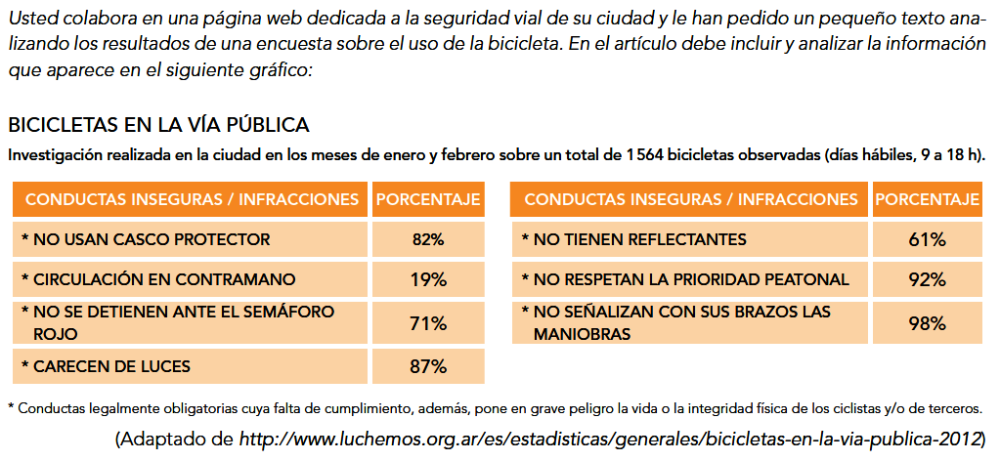 Usted colabora en una página web dedicada a la seguridad vial de su ciudad y le han pedido un pequeño texto ana-
lizando los resultados de una encuesta sobre el uso de la bicicleta. En el artículo debe incluir y analizar la información
que aparece en el siguiente gráfico:
BICICLETAS EN LA VÍA PÚBLICA
Investigación realizada en la ciudad en los meses de enero y febrero sobre un total de 1 564 bicicletas observadas (días hábiles, 9 a 18 h).
CONDUCTAS INSEGURAS / INFRACCIONES PORCENTAJE
* NO USAN CASCO PROTECTOR 82%
* CIRCULACIÓN EN CONTRAMANO 19%
* NO SE DETIENEN ANTE EL SEMÁFORO
ROJO 71%
* CARECEN DE LUCES 87%
CONDUCTAS INSEGURAS / INFRACCIONES PORCENTAJE
* NO TIENEN REFLECTANTES 61%
* NO RESPETAN LA PRIORIDAD PEATONAL 92%
* NO SEÑALIZAN CON SUS BRAZOS LAS
MANIOBRAS 98%
* Conductas legalmente obligatorias cuya falta de cumplimiento, además, pone en grave peligro la vida o la integridad física de los ciclistas y/o de terceros.
(Adaptado de http://www.luchemos.org.ar/es/estadisticas/generales/bicicletas-en-la-via-publica-2012)